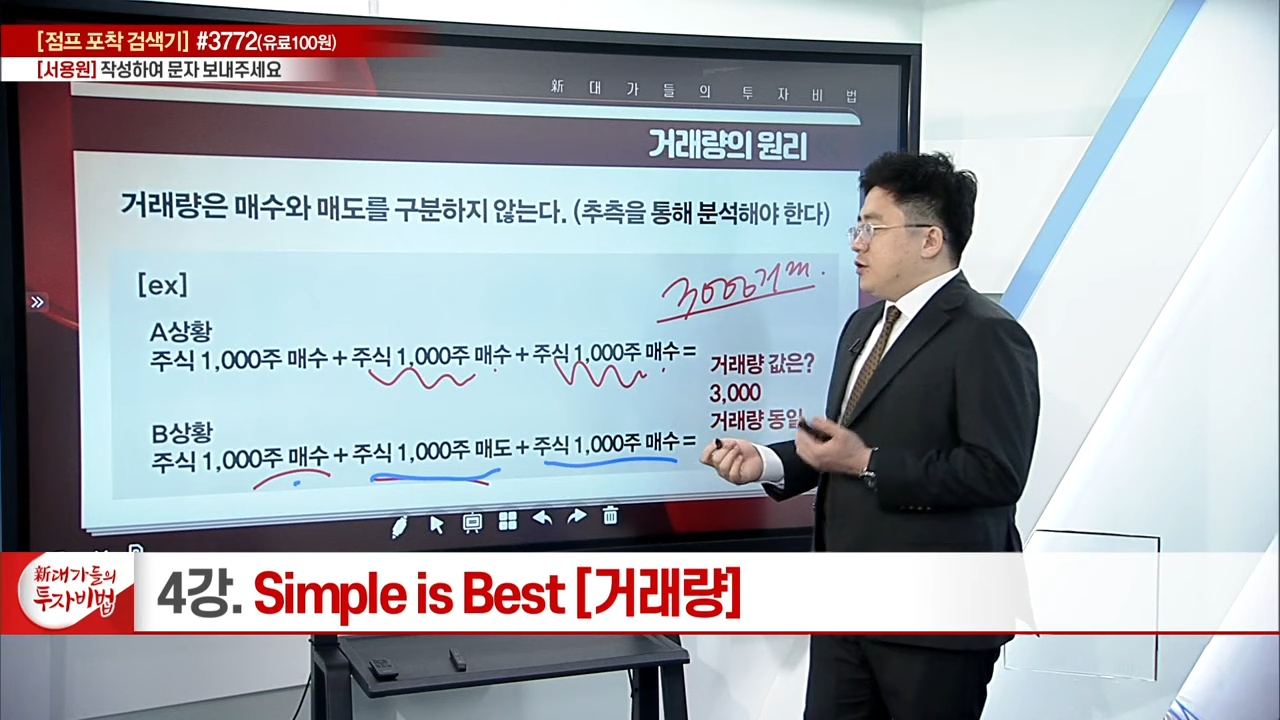 [점프 포착 검색기] #3772(유료100원)
[서용원] 작성하여 문자 보내주세요
新 대 가 들 의 투 자 비 법
거래량의 원리
거래량은 매수와 매도를 구분하지 않는다. (추측을 통해 분석해야 한다)
[ex]
A상황
주식 1,000주 매수 + 주식 1,000주 매수 + 주식 1,000주 매수 =
거래량 값은?
3,000
거래량 동일
B상황
주식 1,000주 매수 + 주식 1,000주 매도 + 주식 1,000주 매수 =
新대가들의
투자비법
4강. Simple is Best [거래량]